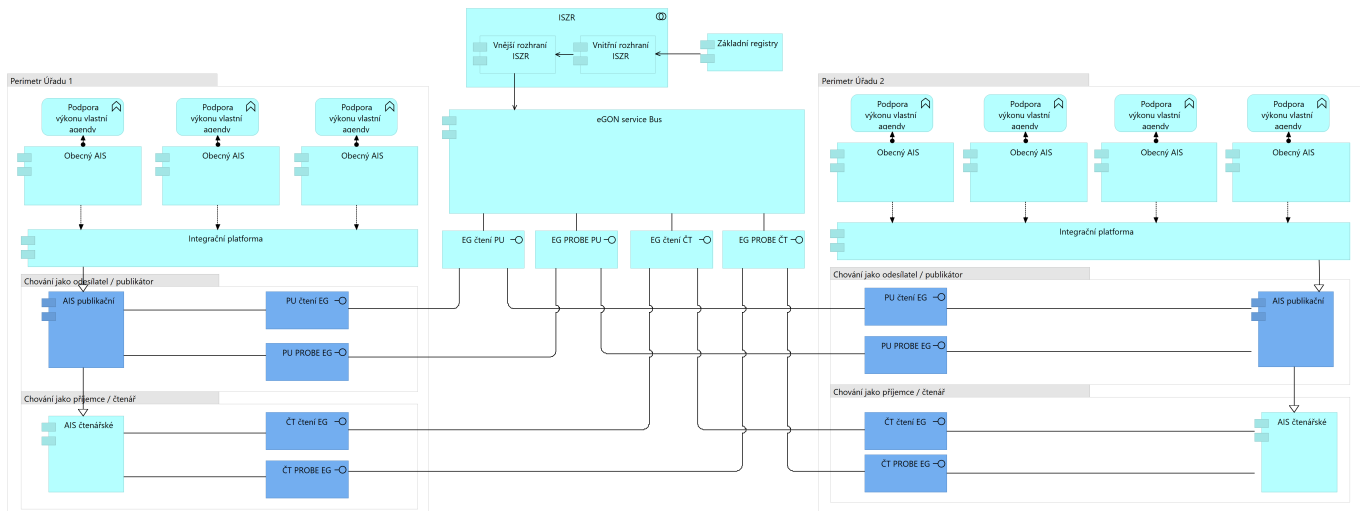 ISZR
Vnější rozhraní
ISZR
Vnitřní rozhraní
ISZR
Základní registry
Perimetr Úřadu 1
Podpora
výkonu vlastní
agendy
Podpora
výkonu vlastní
agendy
Podpora
výkonu vlastní
agendy
Obecný AIS
Obecný AIS
Obecný AIS
Integrační platforma
Chování jako odesílatel / publikátor
AIS publikační
PU čtení EG
PU PROBE EG
Chování jako příjemce / čtenář
AIS čtenářské
ČT čtení EG
ČT PROBE EG
eGON service Bus
EG čtení PU
EG PROBE PU
EG čtení ČT
EG PROBE ČT
Perimetr Úřadu 2
Podpora
výkonu vlastní
agendy
Podpora
výkonu vlastní
agendy
Podpora
výkonu vlastní
agendy
Podpora
výkonu vlastní
agendy
Obecný AIS
Obecný AIS
Obecný AIS
Obecný AIS
Integrační platforma
Chování jako odesílatel / publikátor
PU čtení EG
AIS publikační
PU PROBE EG
Chování jako příjemce / čtenář
ČT čtení EG
AIS čtenářské
ČT PROBE EG